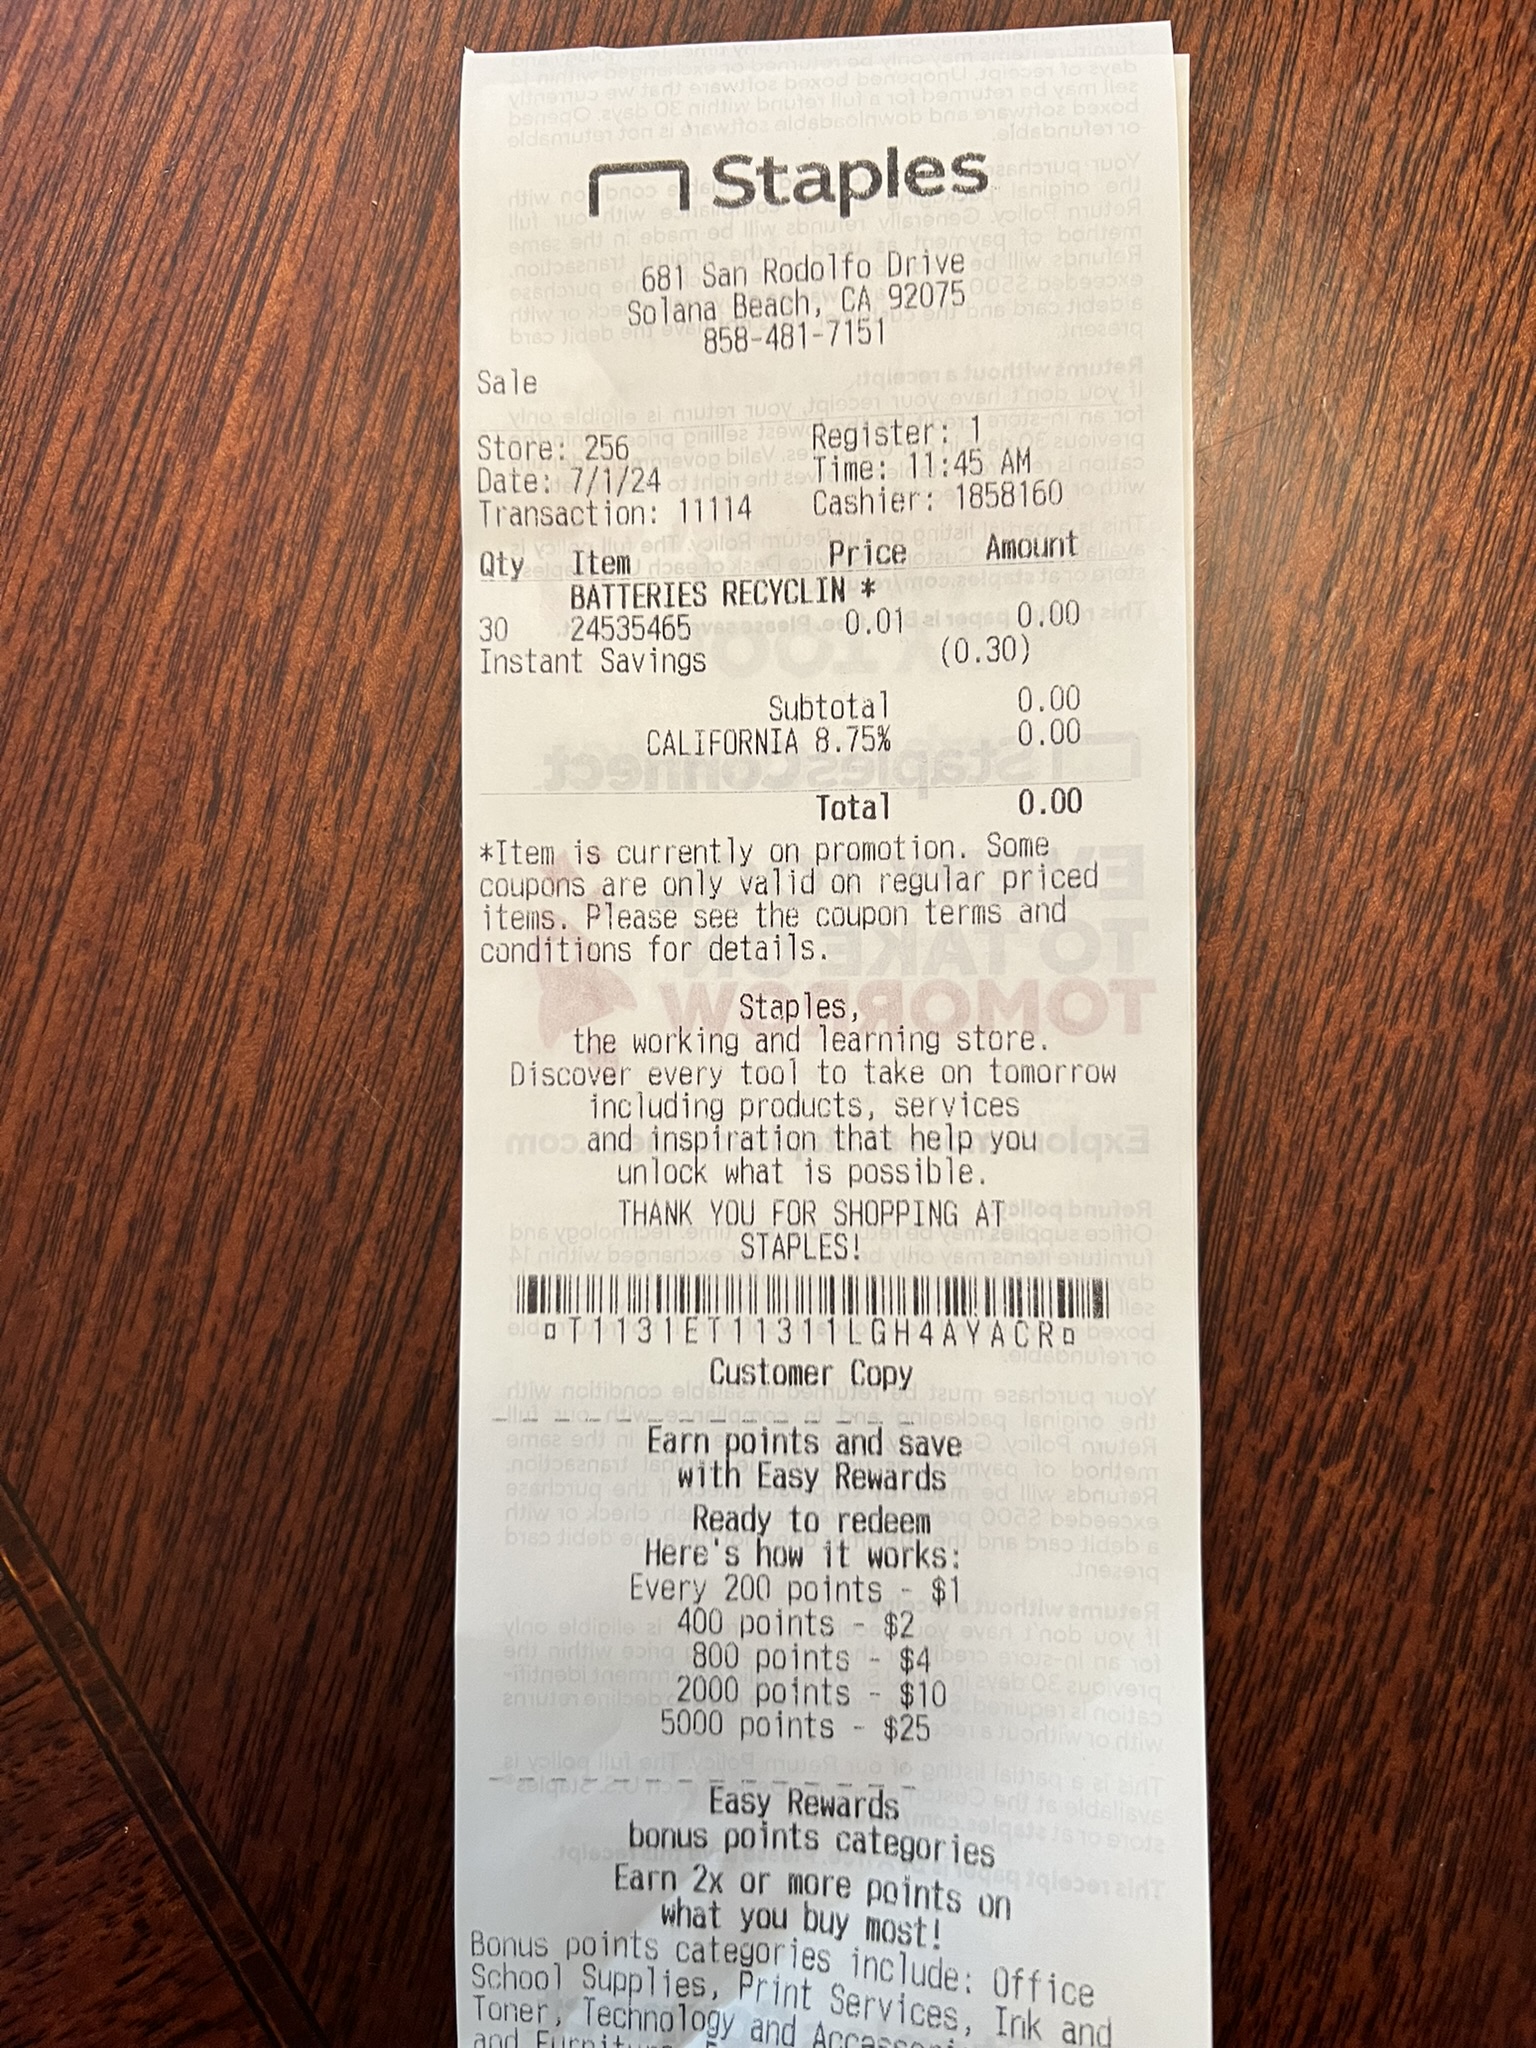 Staples
681 San Rodolfo Drive
Solana Beach, CA 92075
858-481-7151
Sale
Store: 256 Register: 1
Date: 7/1/24 Time: 11:45 AM
Transaction: 11114 Cashier: 1858160
Qty Item Price Amount
BATTERIES RECYCLIN *
30 24535465 0.01 0.00
Instant Savings (0.30)
Subtotal 0.00
CALIFORNIA 8.75% 0.00
Total 0.00
*Item is currently on promotion. Some
coupons are only valid on regular priced
items. Please see the coupon terms and
conditions for details.
Staples,
the working and learning store.
Discover every tool to take on tomorrow
including products, services
and inspiration that help you
unlock what is possible.
THANK YOU FOR SHOPPING AT
STAPLES!
¤T1131ET11311LGH4AYACR¤
Customer Copy
Earn points and save
with Easy Rewards
Ready to redeem
Here's how it works:
Every 200 points - $1
400 points - $2
800 points - $4
2000 points - $10
5000 points - $25
Easy Rewards
bonus points categories
Earn 2x or more points on
what you buy most!
Bonus points categories include: Office
School Supplies, Print Services, Ink and
Toner, Technology and
and